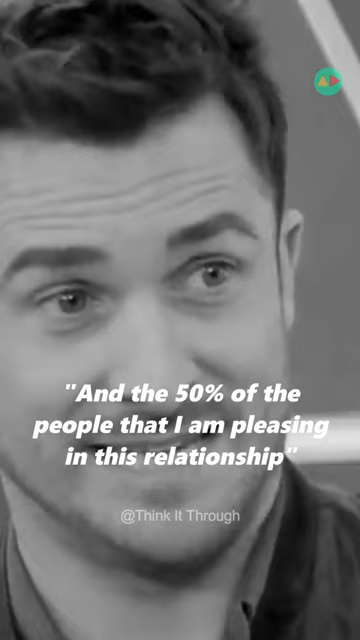 "And the 50% of the
people that I am pleasing
in this relationship"
@Think It Through